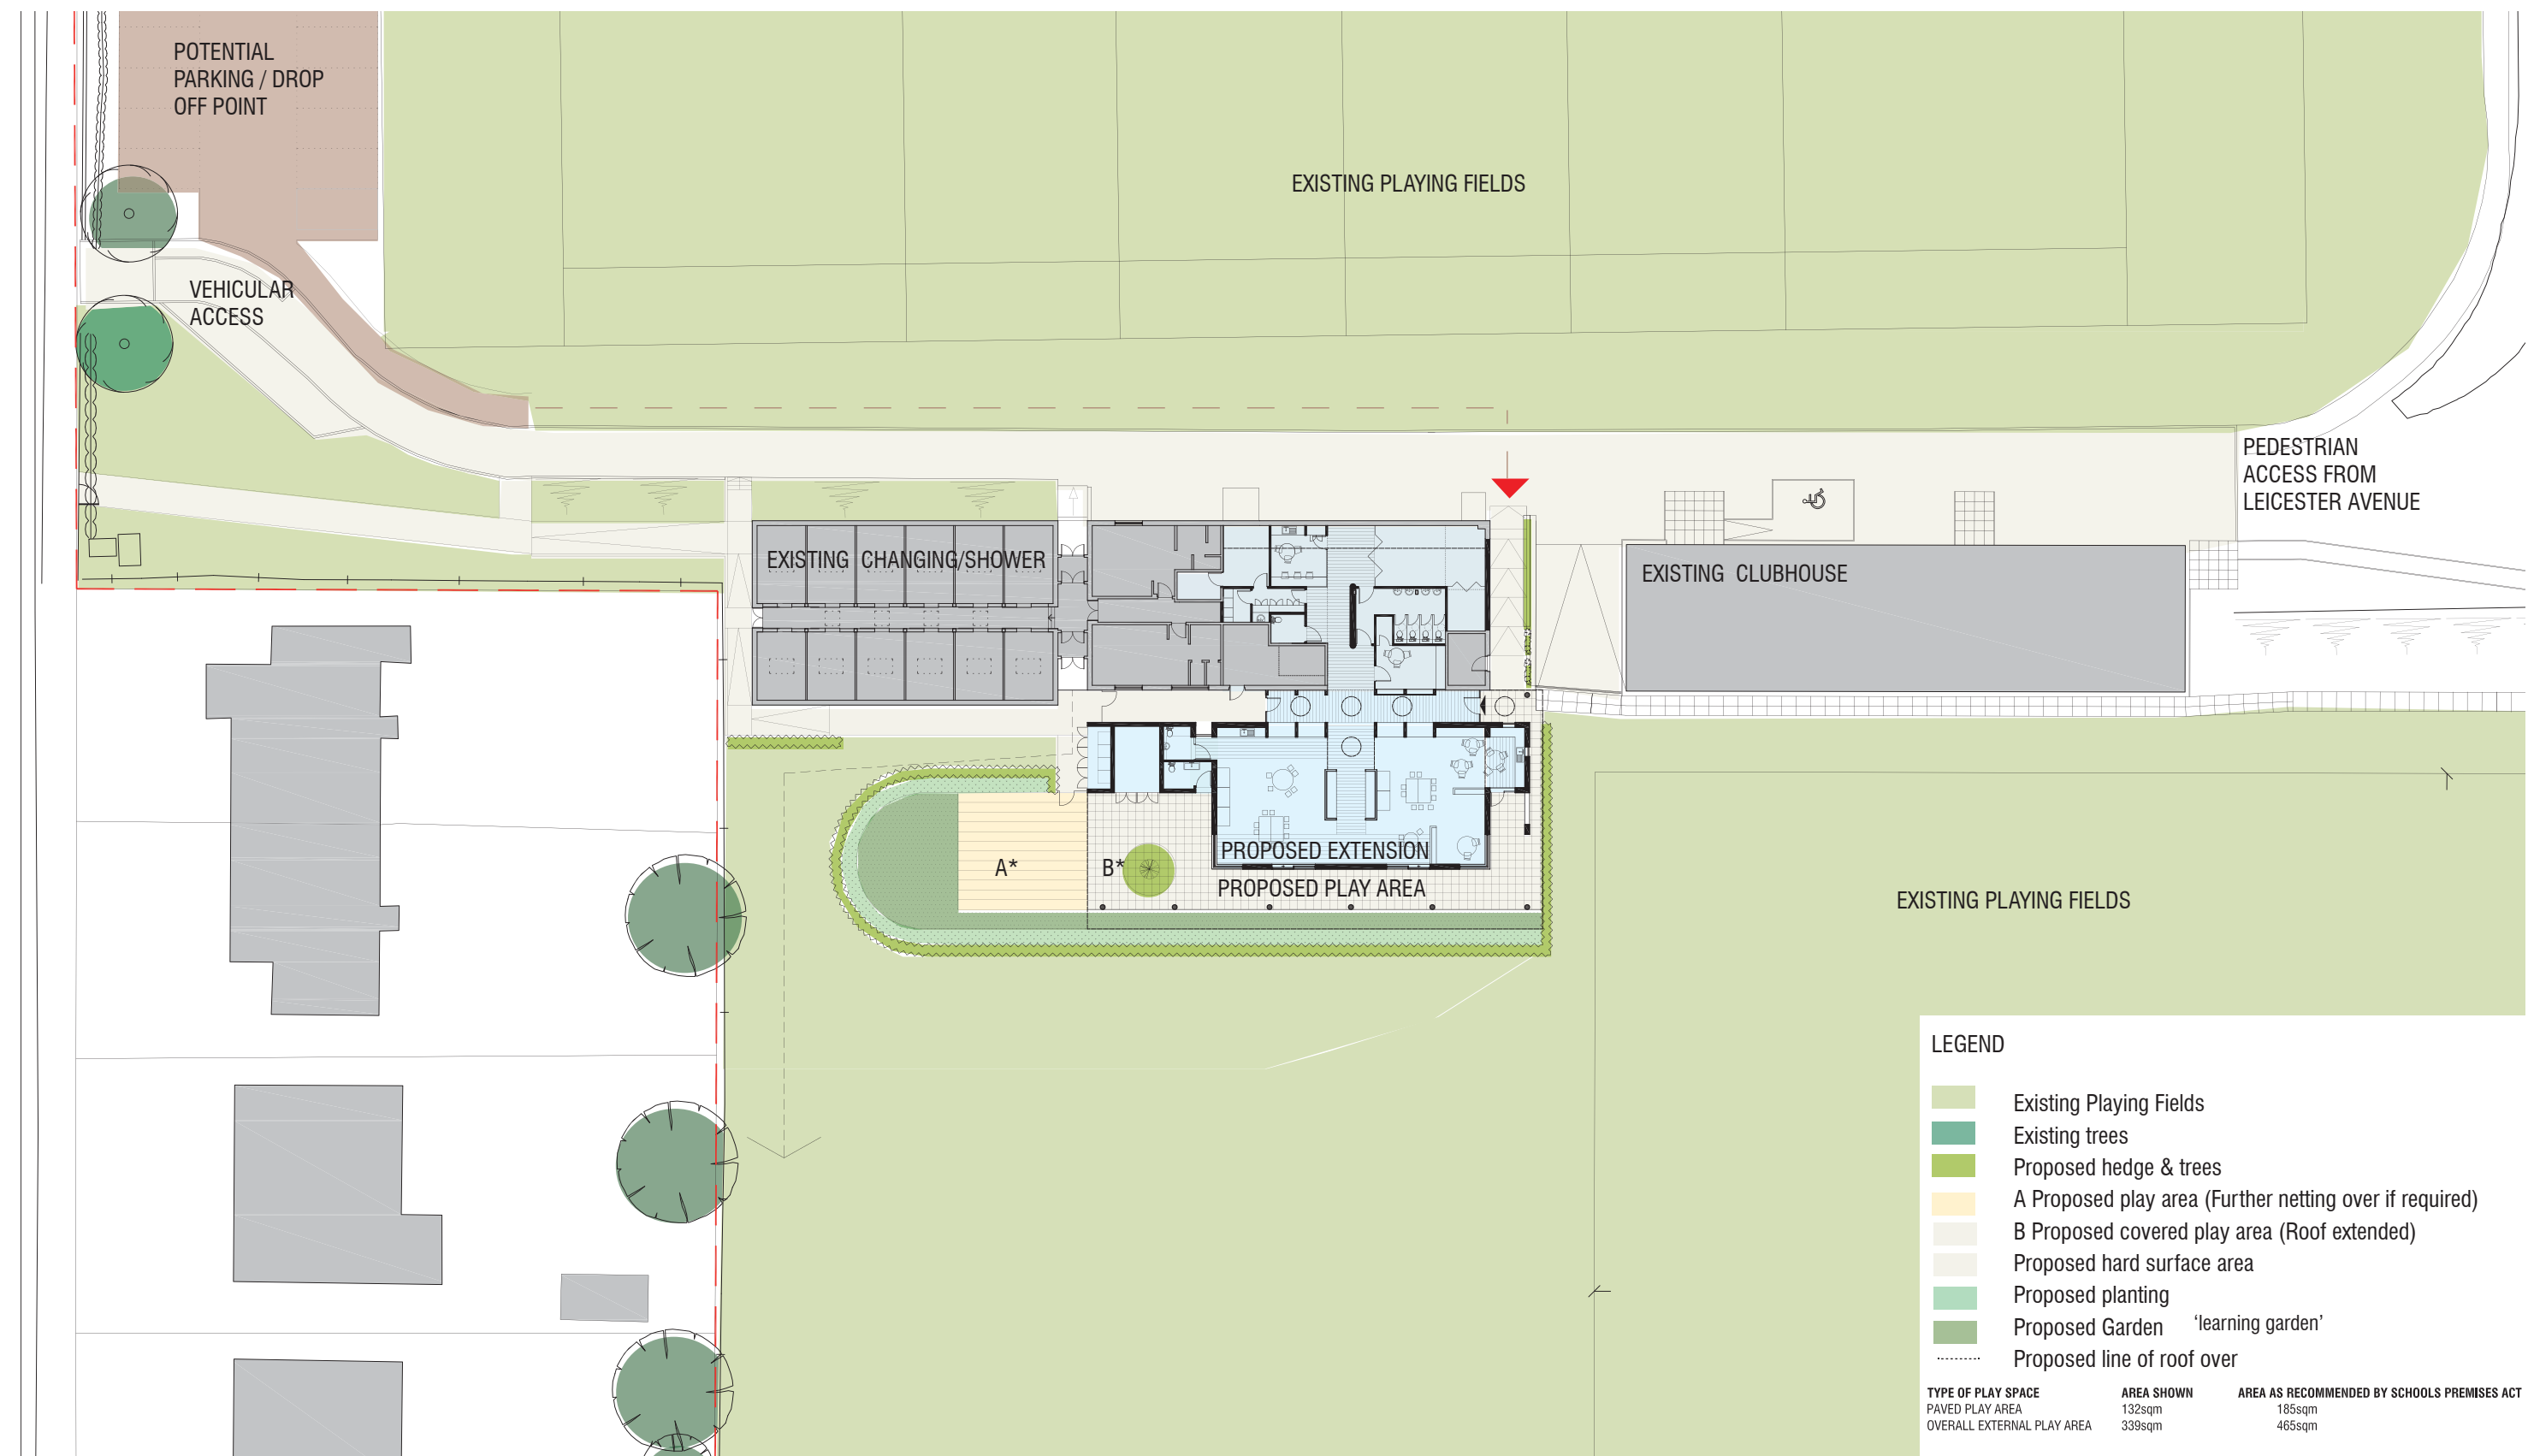 POTENTIAL
PARKING / DROP
OFF POINT
EXISTING PLAYING FIELDS
VEHICULAR
ACCESS
PEDESTRIAN
ACCESS FROM
LEICESTER AVENUE
EXISTING CHANGING/SHOWER
EXISTING CLUBHOUSE
A*
B*
PROPOSED EXTENSION
PROPOSED PLAY AREA
EXISTING PLAYING FIELDS
LEGEND
Existing Playing Fields
Existing trees
Proposed hedge & trees
A Proposed play area (Further netting over if required)
B Proposed covered play area (Roof extended)
Proposed hard surface area
Proposed planting
Proposed Garden 'learning garden'
Proposed line of roof over
TYPE OF PLAY SPACE AREA SHOWN AREA AS RECOMMENDED BY SCHOOLS PREMISES ACT
PAVED PLAY AREA 132sqm 185sqm
OVERALL EXTERNAL PLAY AREA 339sqm 465sqm